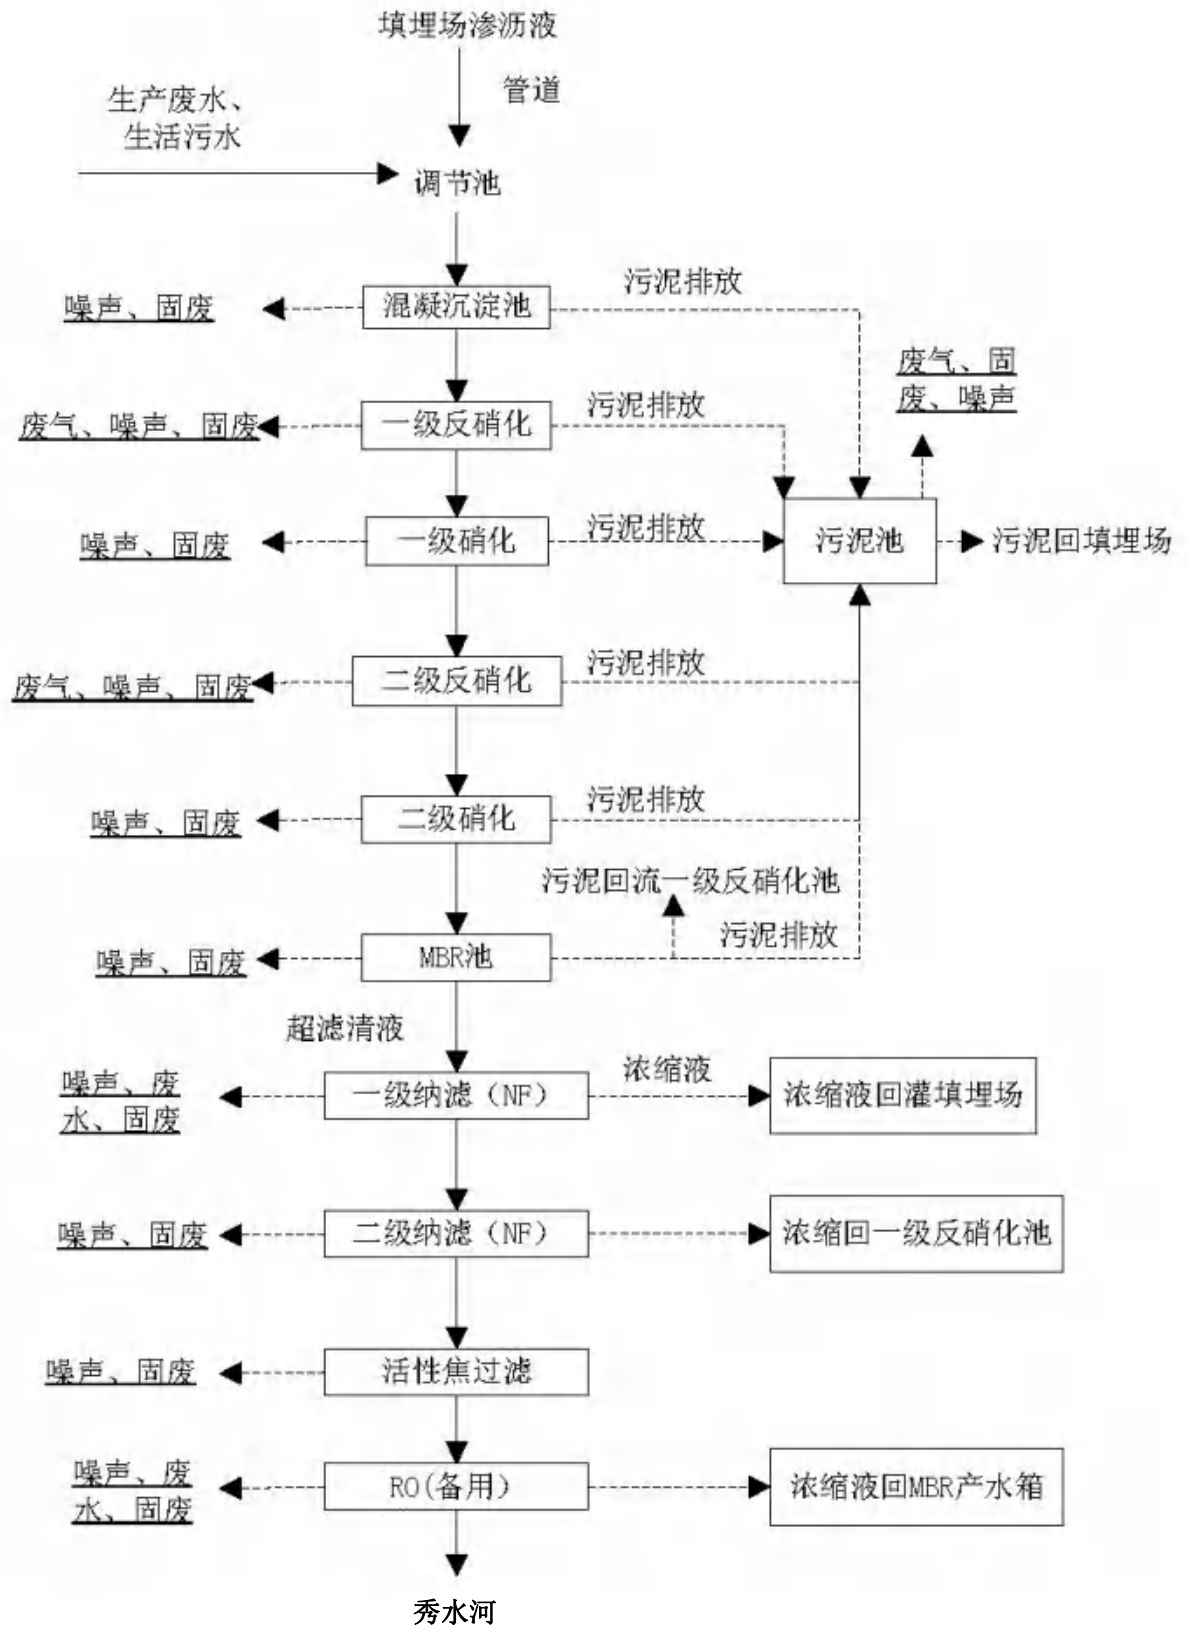 填埋场渗沥液
管道
生产废水、
生活污水
调节池
污泥排放
噪声、固废
混凝沉淀池
废气、固
废、噪声
污泥排放
废气、噪声、固废
一级反硝化
污泥排放
噪声、固废
一级硝化
污泥池
污泥回填埋场
污泥排放
废气、噪声、固废
二级反硝化
污泥排放
噪声、固废
二级硝化
污泥回流一级反硝化池
污泥排放
噪声、固废
MBR池
超滤清液
浓缩液
噪声、废
水、固废
一级纳滤（NF）
浓缩液回灌填埋场
噪声、固废
二级纳滤（NF）
浓缩回一级反硝化池
噪声、固废
活性焦过滤
噪声、废
水、固废
RO(备用）
浓缩液回MBR产水箱
秀水河